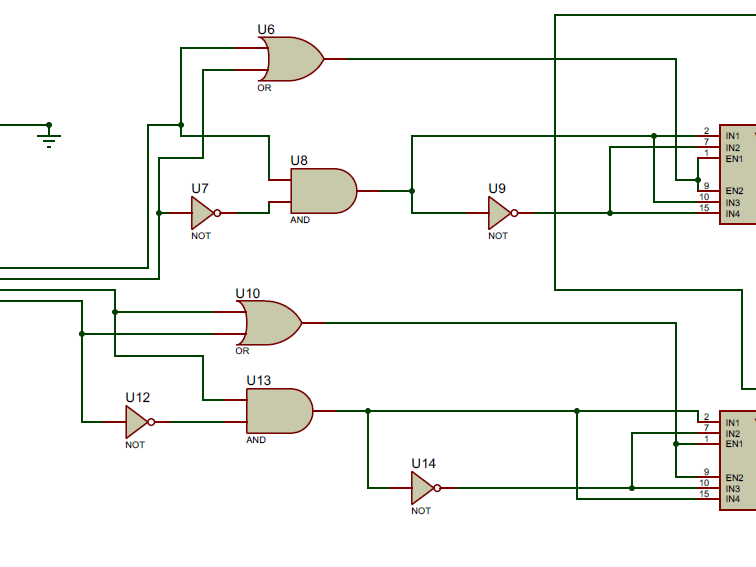 U6
OR
U8
AND
U7
NOT
U9
NOT
2 IN1
7 IN2
1 EN1
9 EN2
10 IN3
15 IN4
U10
OR
U13
AND
U12
NOT
U14
NOT
2 IN1
7 IN2
1 EN1
9 EN2
10 IN3
15 IN4